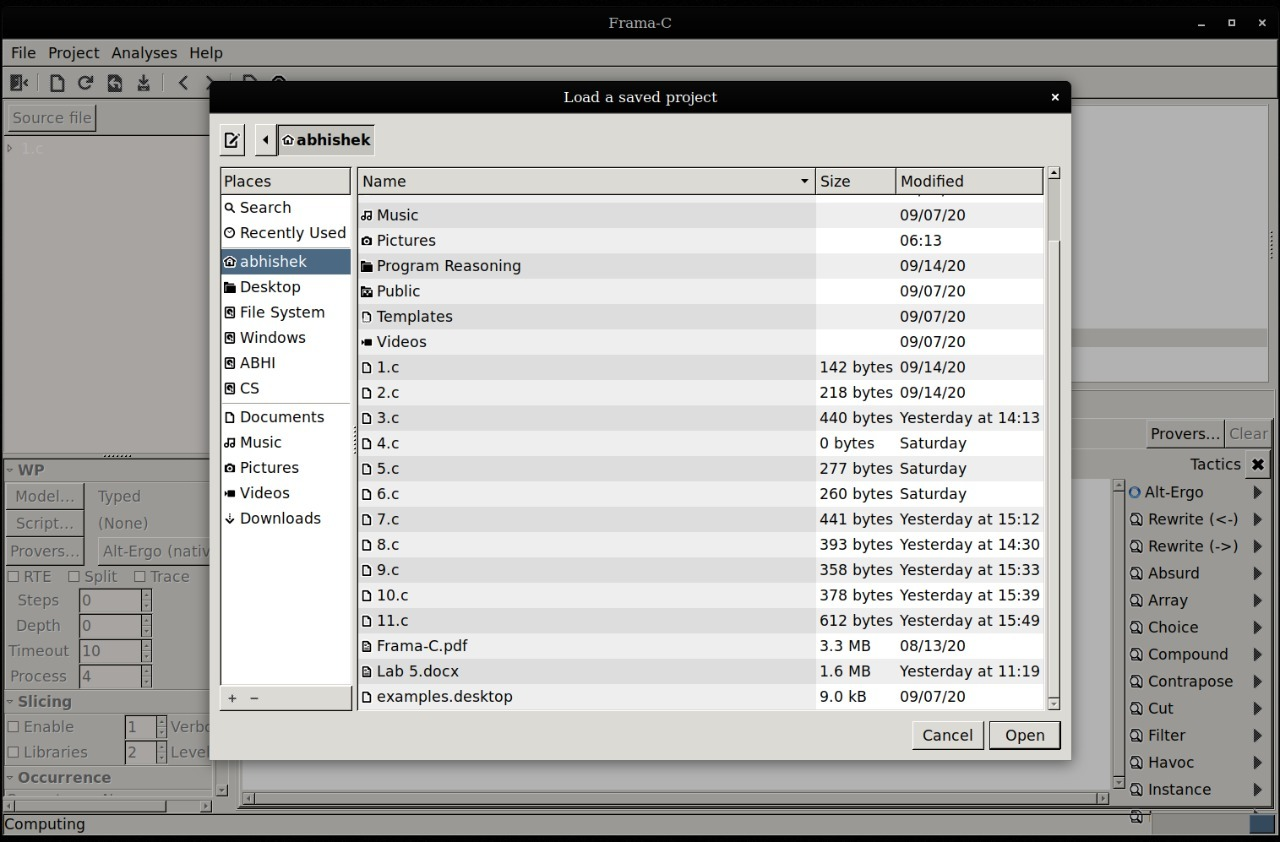 Frama-C
File Project Analyses Help
Load a saved project
Source file
abhishek
1.c
Places
Search
Recently Used
abhishek
Desktop
File System
Windows
ABHI
CS
Documents
Music
Pictures
Videos
Downloads
Name Size Modified
Music 09/07/20
Pictures 06:13
Program Reasoning 09/14/20
Public 09/07/20
Templates 09/07/20
Videos 09/07/20
1.c 142 bytes 09/14/20
2.c 218 bytes 09/14/20
3.c 440 bytes Yesterday at 14:13
4.c 0 bytes Saturday
5.c 277 bytes Saturday
6.c 260 bytes Saturday
7.c 441 bytes Yesterday at 15:12
8.c 393 bytes Yesterday at 14:30
9.c 358 bytes Yesterday at 15:33
10.c 378 bytes Yesterday at 15:39
11.c 612 bytes Yesterday at 15:49
Frama-C.pdf 3.3 MB 08/13/20
Lab 5.docx 1.6 MB Yesterday at 11:19
examples.desktop 9.0 kB 09/07/20
+ −
Cancel Open
WP
Model... Typed
Script... (None)
Provers... Alt-Ergo (nativ
RTE Split Trace
Steps 0
Depth 0
Timeout 10
Process 4
Slicing
Enable 1 Verbo
Libraries 2 Level
Occurrence
Provers... Clear
Tactics
Alt-Ergo
Rewrite (<-)
Rewrite (->)
Absurd
Array
Choice
Compound
Contrapose
Cut
Filter
Havoc
Instance
Computing